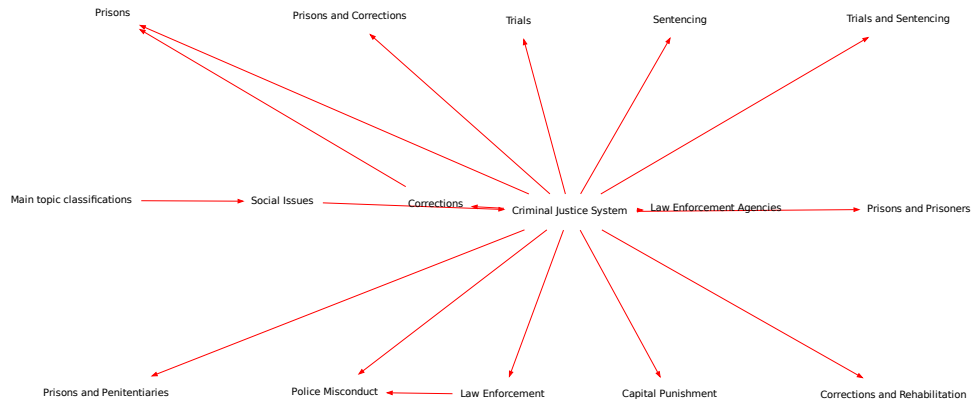 Prisons
Prisons and Corrections
Trials
Sentencing
Trials and Sentencing
Main topic classifications
Social Issues
Corrections
Criminal Justice System
Law Enforcement Agencies
Prisons and Prisoners
Prisons and Penitentiaries
Police Misconduct
Law Enforcement
Capital Punishment
Corrections and Rehabilitation